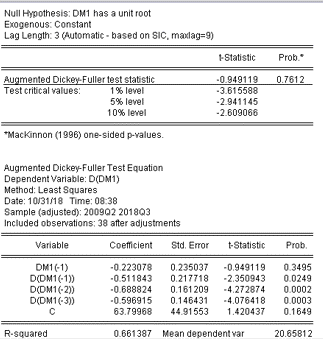 Null Hypothesis: DM1 has a unit root
Exogenous: Constant
Lag Length: 3 (Automatic - based on SIC, maxlag=9)
t-Statistic Prob.*
Augmented Dickey-Fuller test statistic -0.949119 0.7612
Test critical values: 1% level -3.615588
5% level -2.941145
10% level -2.609066
*MacKinnon (1996) one-sided p-values.
Augmented Dickey-Fuller Test Equation
Dependent Variable: D(DM1)
Method: Least Squares
Date: 10/31/18 Time: 08:38
Sample (adjusted): 2009Q2 2018Q3
Included observations: 38 after adjustments
Variable Coefficient Std. Error t-Statistic Prob.
DM1(-1) -0.223078 0.235037 -0.949119 0.3495
D(DM1(-1)) -0.511843 0.217718 -2.350943 0.0249
D(DM1(-2)) -0.688824 0.161209 -4.272874 0.0002
D(DM1(-3)) -0.596915 0.146431 -4.076418 0.0003
C 63.79968 44.91553 1.420437 0.1649
R-squared 0.661387 Mean dependent var 20.65812